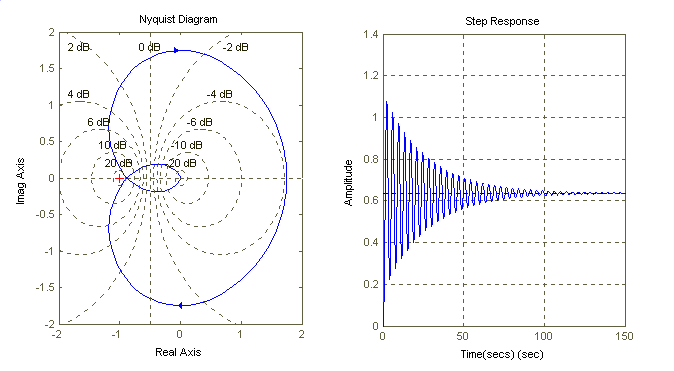 Nyquist Diagram
2 dB 0 dB -2 dB
4 dB -4 dB
6 dB -6 dB
10 dB -10 dB
20 dB -20 dB
2
1.5
1
0.5
0
-0.5
-1
-1.5
-2
-2 -1 0 1 2
Imag Axis
Real Axis
Step Response
1.4
1.2
1
0.8
0.6
0.4
0.2
0
0 50 100 150
Amplitude
Time(secs) (sec)